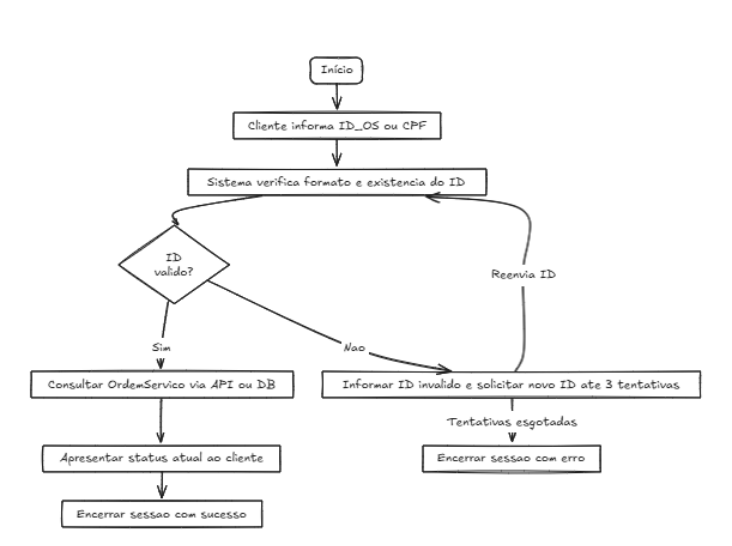 Início
Cliente informa ID_OS ou CPF
Sistema verifica formato e existencia do ID
ID
valido?
Reenvia ID
Sim
Nao
Consultar OrdemServico via API ou DB
Informar ID invalido e solicitar novo ID ate 3 tentativas
Tentativas esgotadas
Apresentar status atual ao cliente
Encerrar sessao com erro
Encerrar sessao com sucesso